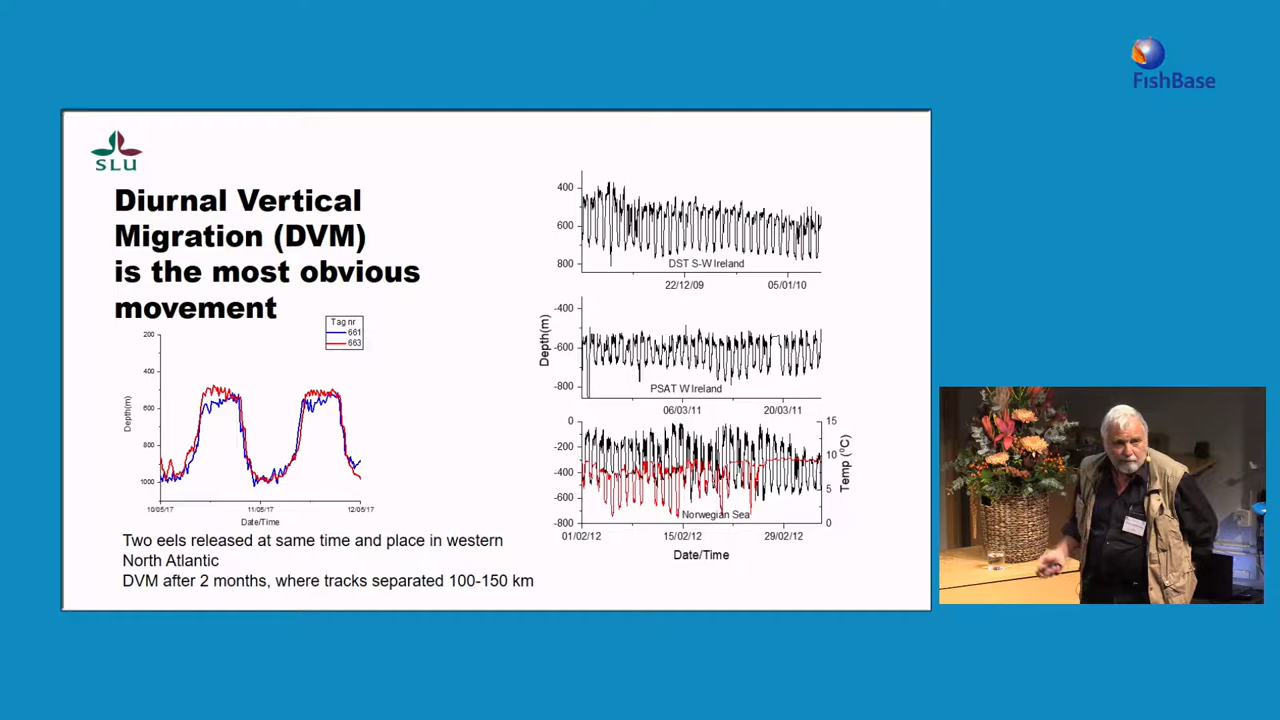 FishBase
SLU
Diurnal Vertical
Migration (DVM)
is the most obvious
movement
Tag nr
661
663
200
400
600
800
1000
Depth(m)
10/05/17 11/05/17 12/05/17
Date/Time
Two eels released at same time and place in western
North Atlantic
DVM after 2 months, where tracks separated 100-150 km
400
600
800
DST S-W Ireland
22/12/09 05/01/10
-400
-600
-800
Depth(m)
PSAT W Ireland
06/03/11 20/03/11
0
-200
-400
-600
-800
15
10
5
0
Temp (°C)
Norwegian Sea
01/02/12 15/02/12 29/02/12
Date/Time